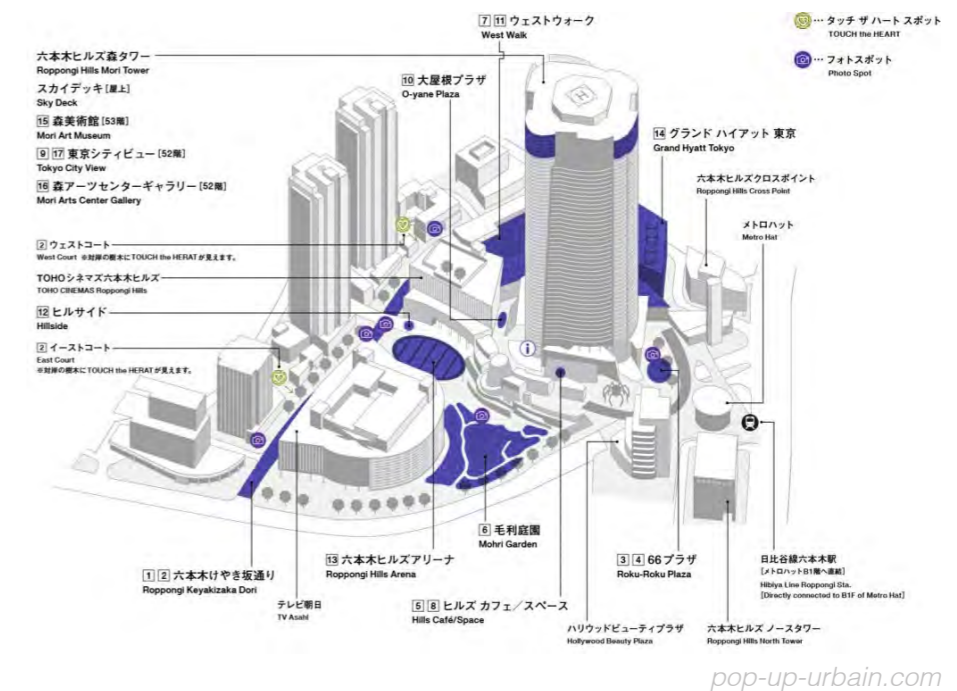 7 11 ウェストウォーク
West Walk
… タッチ ザ ハート スポット
TOUCH the HEART
… フォトスポット
Photo Spot
六本木ヒルズ森タワー
Roppongi Hills Mori Tower
スカイデッキ [屋上]
Sky Deck
15 森美術館 [53階]
Mori Art Museum
9 17 東京シティビュー [52階]
Tokyo City View
16 森アーツセンターギャラリー [52階]
Mori Arts Center Gallery
10 大屋根プラザ
O-yane Plaza
H
14 グランド ハイアット 東京
Grand Hyatt Tokyo
六本木ヒルズクロスポイント
Roppongi Hills Cross Point
メトロハット
Metro Hat
2 ウェストコート
West Court ※対岸の樹木にTOUCH the HERATが見えます。
TOHOシネマズ六本木ヒルズ
TOHO CINEMAS Roppongi Hills
12 ヒルサイド
Hillside
2 イーストコート
East Court
※対岸の樹木にTOUCH the HERATが見えます。
i
6 毛利庭園
Mohri Garden
13 六本木ヒルズアリーナ
Roppongi Hills Arena
3 4 66プラザ
Roku-Roku Plaza
日比谷線六本木駅
[メトロハットB1階へ直結]
Hibiya Line Roppongi Sta.
[Directly connected to B1F of Metro Hat]
1 2 六本木けやき坂通り
Roppongi Keyakizaka Dori
テレビ朝日
TV Asahi
5 8 ヒルズ カフェ／スペース
Hills Café/Space
ハリウッドビューティプラザ
Hollywood Beauty Plaza
六本木ヒルズ ノースタワー
Roppongi Hills North Tower
pop-up-urbain.com